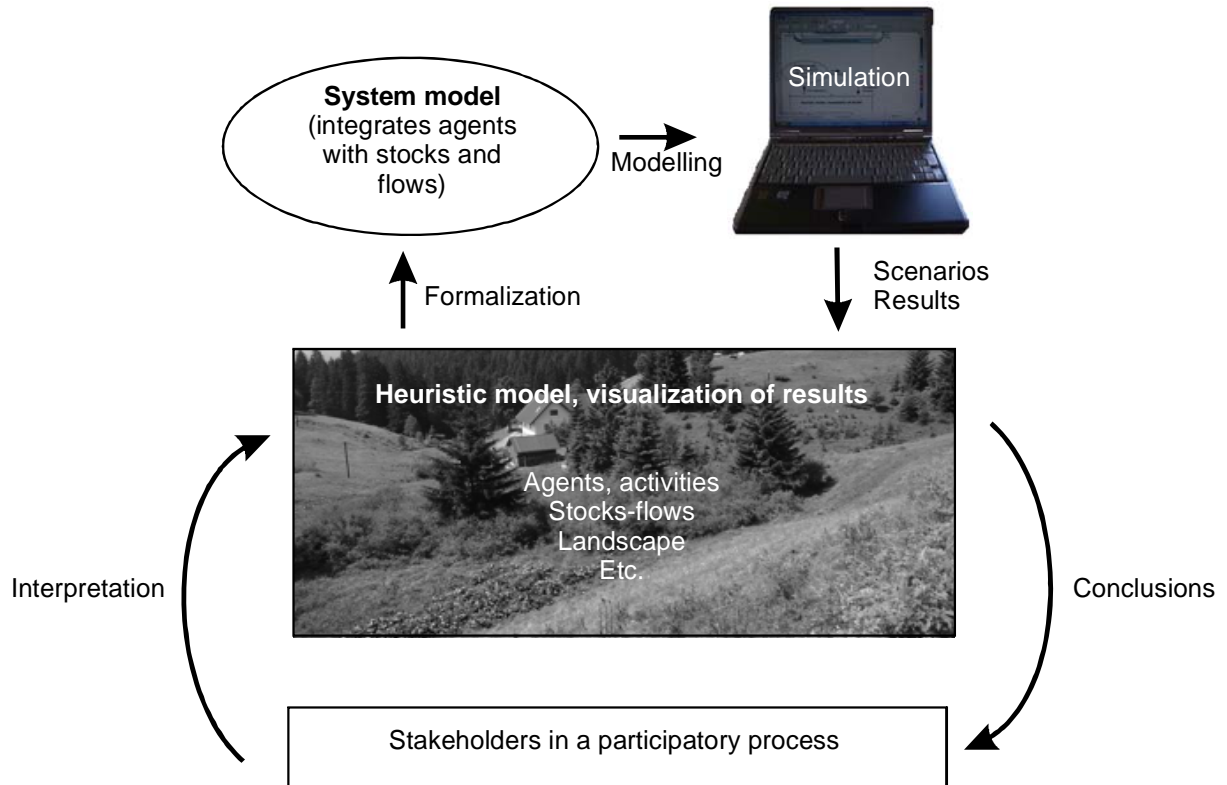 System model
(integrates agents
with stocks and
flows)
Modelling
Simulation
Formalization
Scenarios
Results
Heuristic model, visualization of results
Agents, activities
Stocks-flows
Landscape
Etc.
Interpretation
Conclusions
Stakeholders in a participatory process